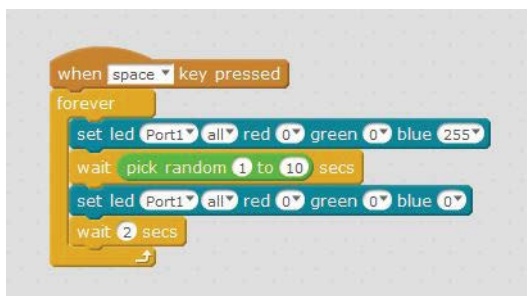 when space key pressed
forever
set led Port1 all red 0 green 0 blue 255
wait pick random 1 to 10 secs
set led Port1 all red 0 green 0 blue 0
wait 2 secs